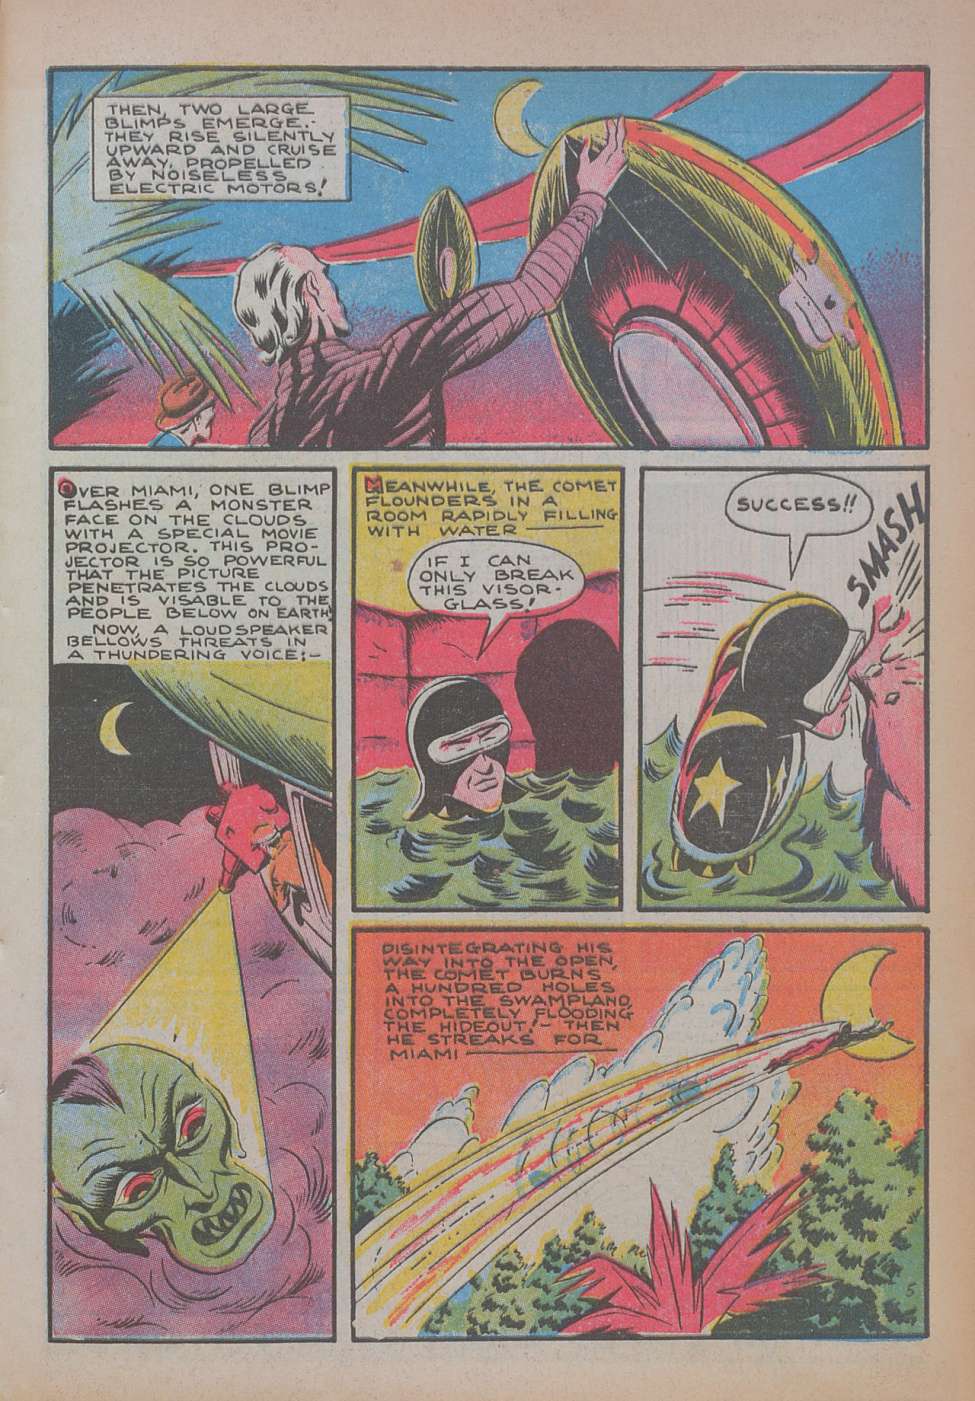 THEN, TWO LARGE
BLIMPS EMERGE.-
THEY RISE SILENTLY
UPWARD AND CRUISE
AWAY, PROPELLED
BY NOISELESS
ELECTRIC MOTORS!
OVER MIAMI, ONE BLIMP
FLASHES A MONSTER
FACE ON THE CLOUDS
WITH A SPECIAL MOVIE
PROJECTOR. THIS PRO-
JECTOR IS SO POWERFUL
THAT THE PICTURE
PENETRATES THE CLOUDS
AND IS VISABLE TO THE
PEOPLE BELOW ON EARTH!
NOW, A LOUDSPEAKER
BELLOWS THREATS IN
A THUNDERING VOICE:-
MEANWHILE, THE COMET
FLOUNDERS IN A
ROOM RAPIDLY FILLING
WITH WATER
IF I CAN
ONLY BREAK
THIS VISOR-
GLASS!
SUCCESS!!
SMASH
DISINTEGRATING HIS
WAY INTO THE OPEN,
THE COMET BURNS
A HUNDRED HOLES
INTO THE SWAMPLAND,
COMPLETELY FLOODING
THE HIDEOUT!- THEN
HE STREAKS FOR
MIAMI
5